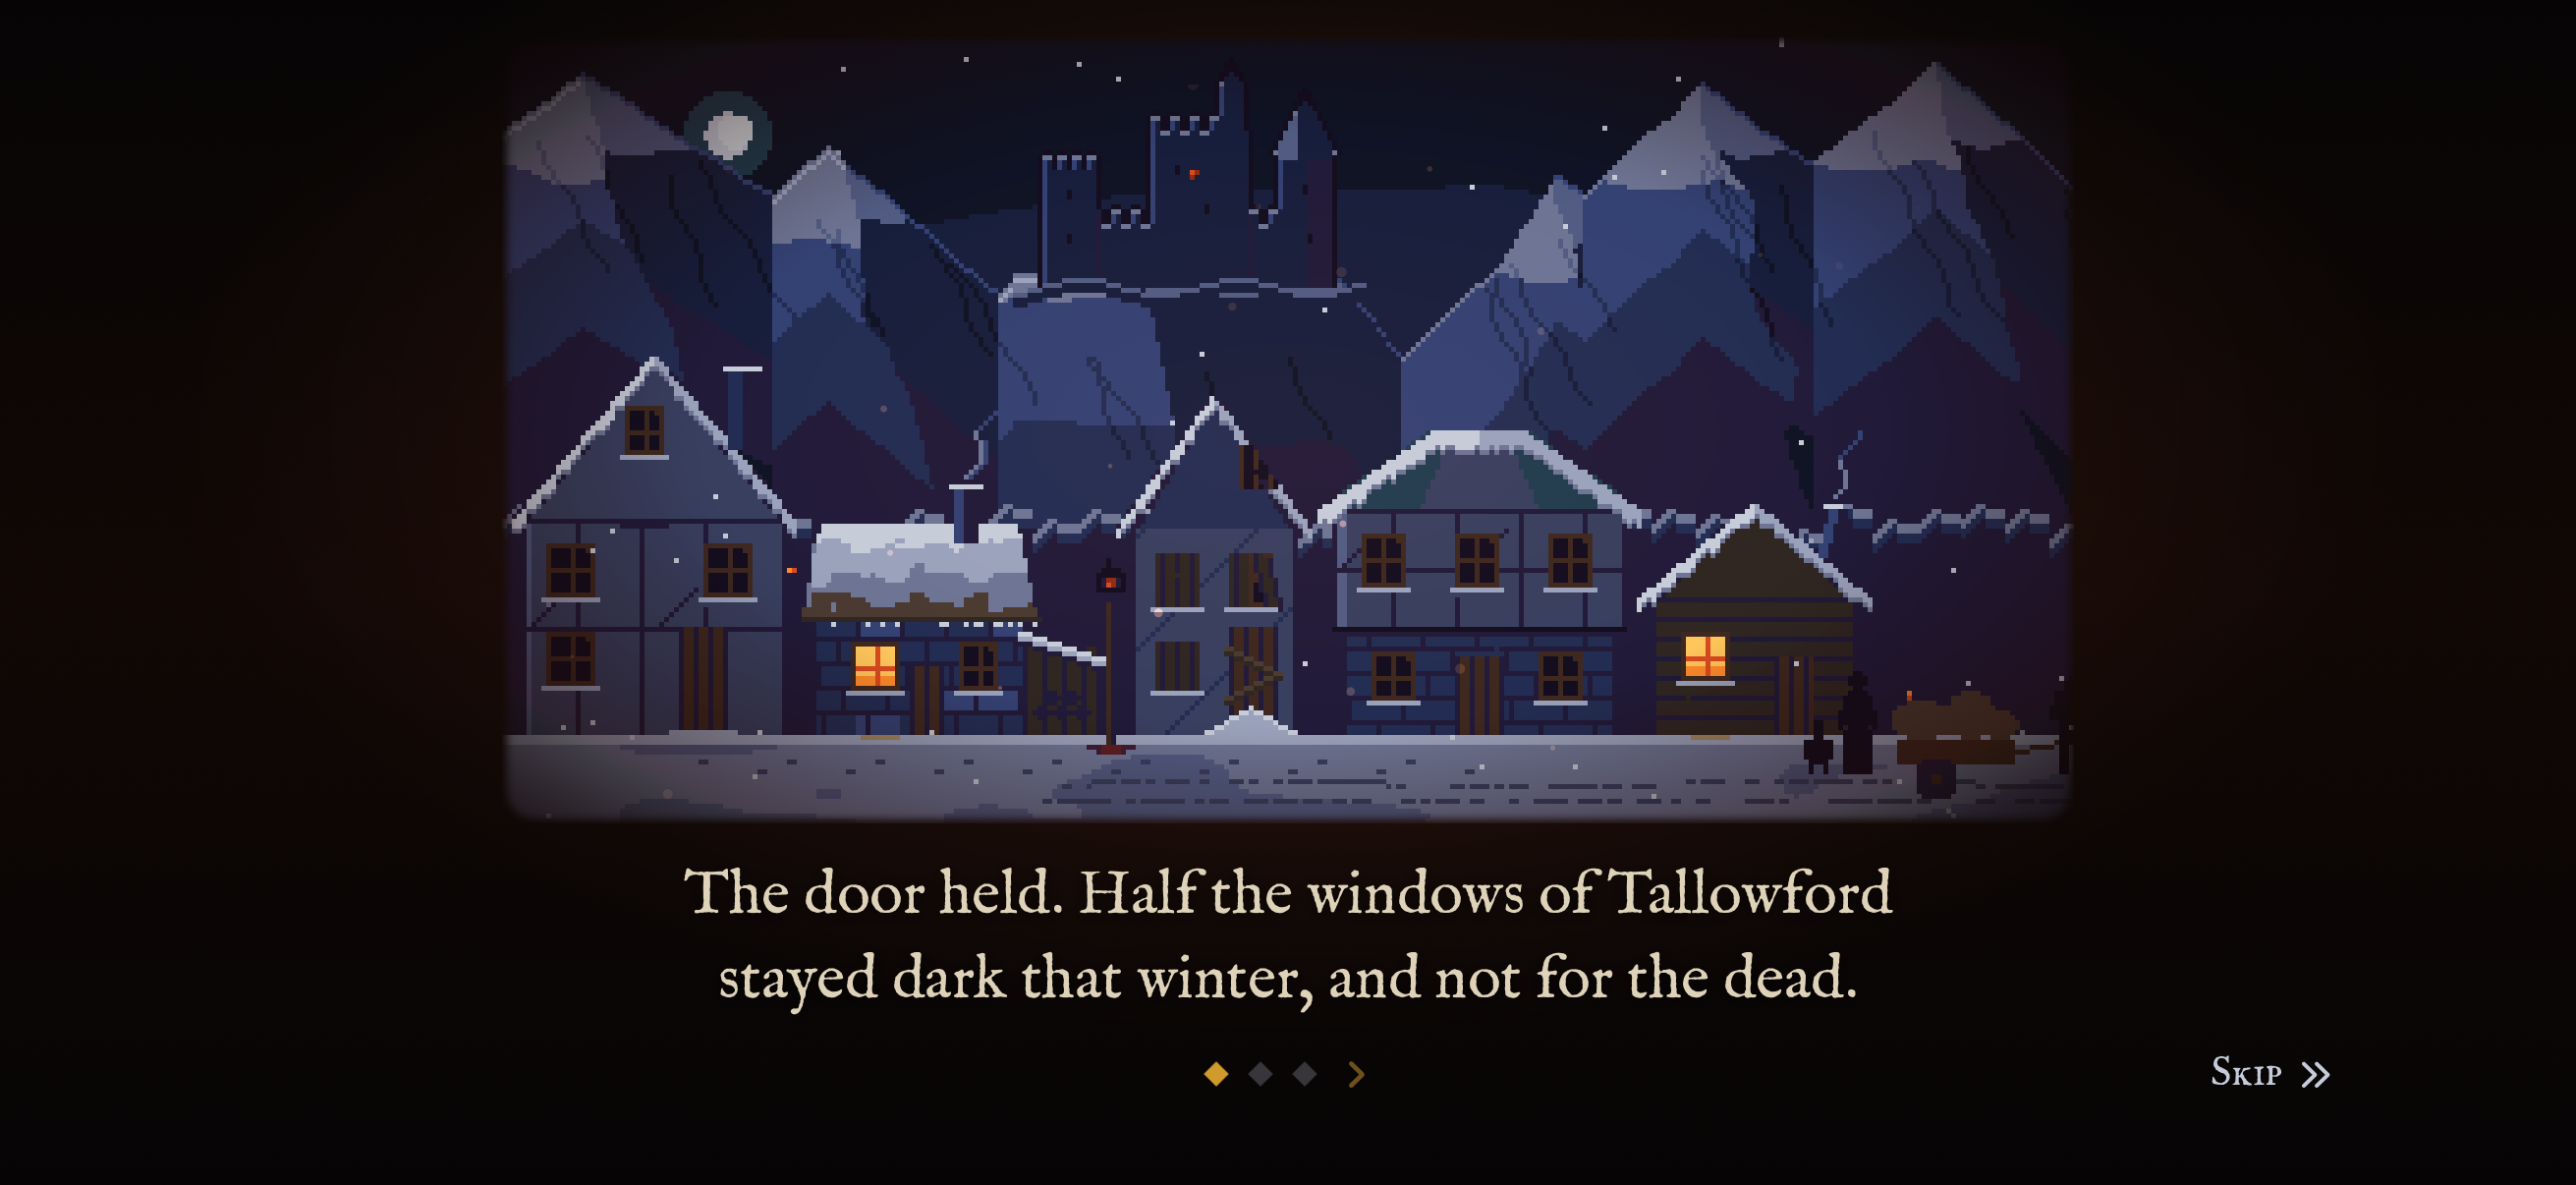 The door held. Half the windows of Tallowford
stayed dark that winter, and not for the dead.
Skip